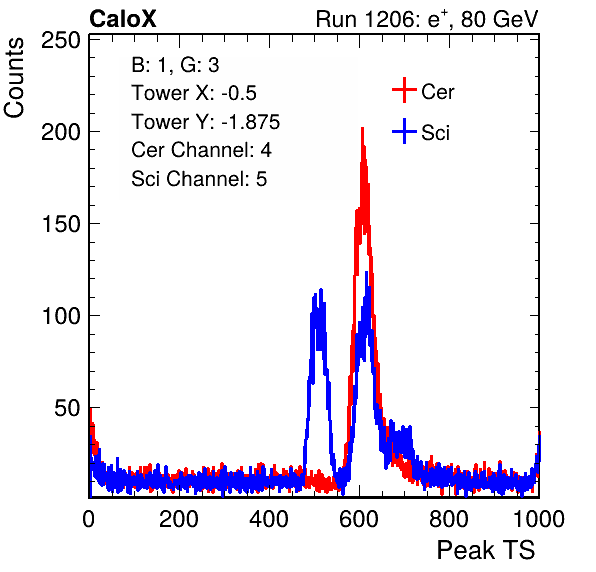 CaloX
Run 1206: e+, 80 GeV
Counts
250
200
150
100
50
B: 1, G: 3
Tower X: -0.5
Tower Y: -1.875
Cer Channel: 4
Sci Channel: 5
Cer
Sci
0 200 400 600 800 1000
Peak TS